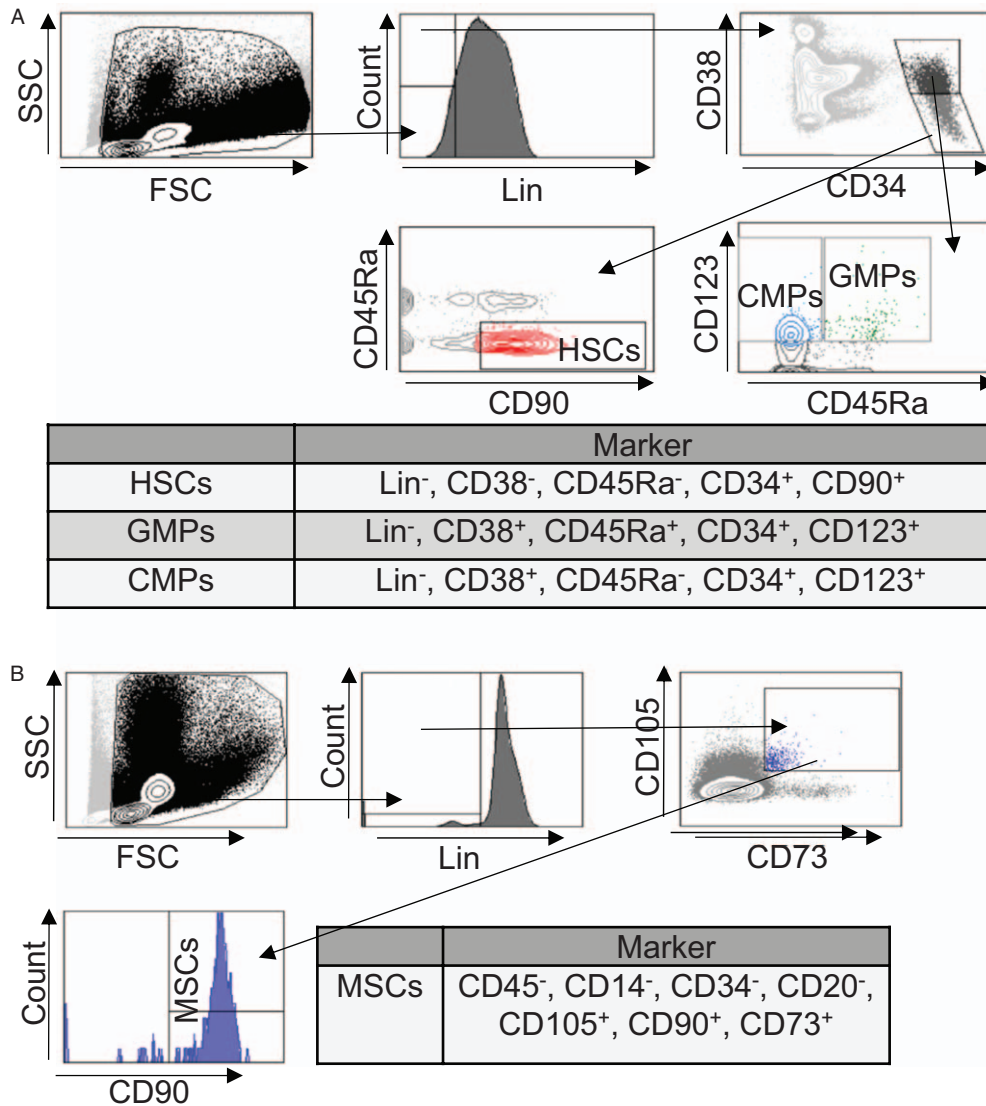 A
SSC
FSC
Count
Lin
CD38
CD34
CD45Ra
HSCs
CD90
CD123
CMPs
GMPs
CD45Ra
Marker
HSCs Lin⁻, CD38⁻, CD45Ra⁻, CD34⁺, CD90⁺
GMPs Lin⁻, CD38⁺, CD45Ra⁺, CD34⁺, CD123⁺
CMPs Lin⁻, CD38⁺, CD45Ra⁻, CD34⁺, CD123⁺
B
SSC
FSC
Count
Lin
CD105
CD73
Count
MSCs
CD90
Marker
MSCs CD45⁻, CD14⁻, CD34⁻, CD20⁻,
CD105⁺, CD90⁺, CD73⁺